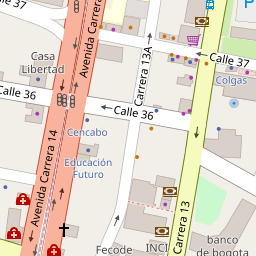 Calle 37
P
Avenida Carrera 14
Carrera 13A
Casa
Libertad
Calle 37
Colgas
Calle 36
Calle 36
Cencabo
Educación
Futuro
Avenida Carrera 14
Carrera 13
Fecode
INCI
banco
de bogota